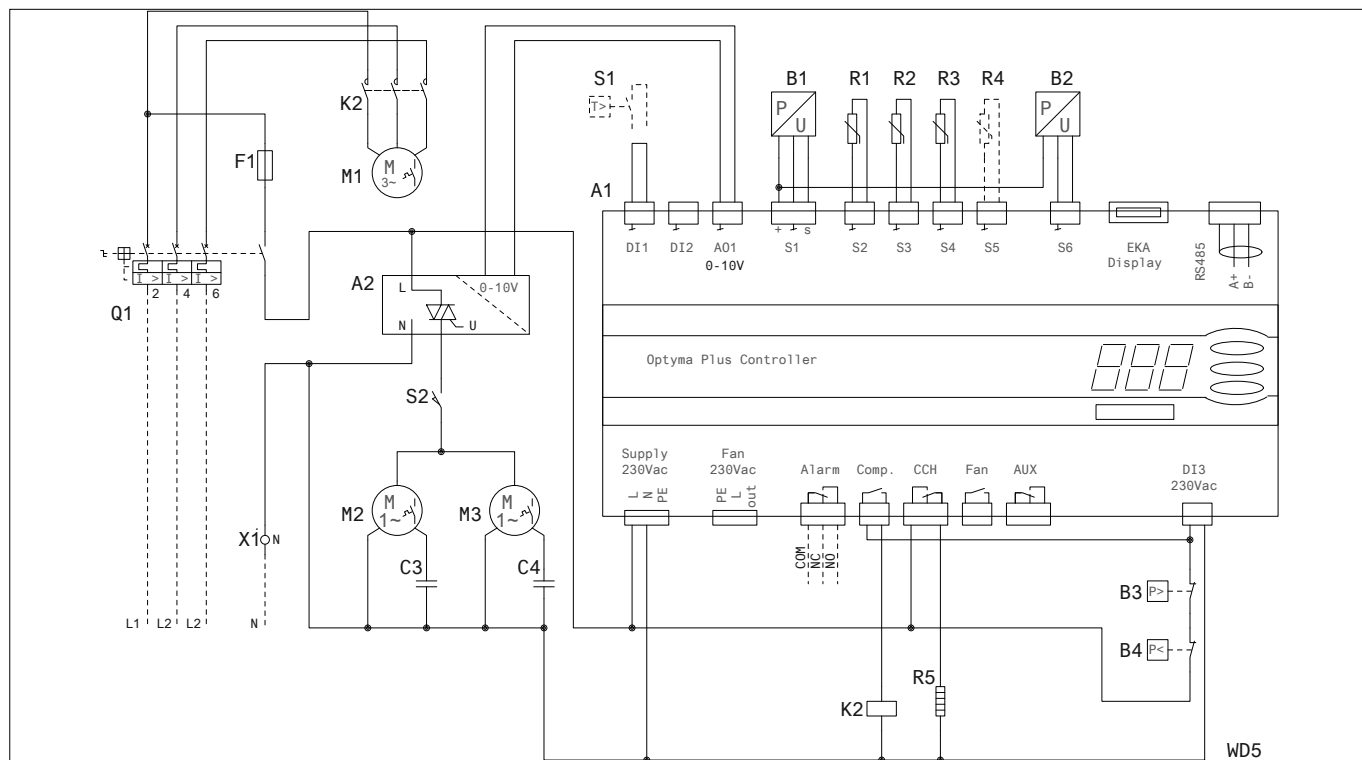 S1 B1 R1 R2 R3 R4 B2
T> P U P U
K2
F1
M1 M 3~
A1
DI1 DI2 AO1 + S1 s S2 S3 S4 S5 S6 EKA RS485
0-10V Display A+ B-
A2 L 0-10V
N U
I > I > I >
2 4 6
Q1
Optyma Plus Controller
S2
Supply Fan Alarm Comp. CCH Fan AUX DI3
230Vac 230Vac 230Vac
L N PE PE L out
M2 M 1~ M3 M 1~
X1 N
COM NC NO
C3 C4
B3 P>
L1 L2 L2 N
B4 P<
R5
K2
WD5